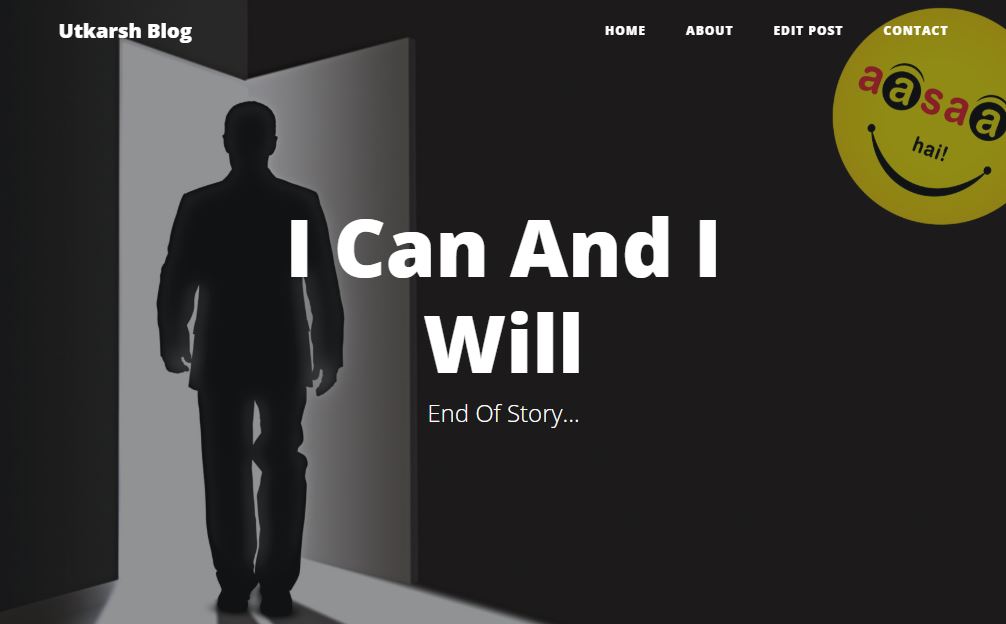 Utkarsh Blog
HOME ABOUT EDIT POST CONTACT
aasaa
hai!
I Can And I
Will
End Of Story...